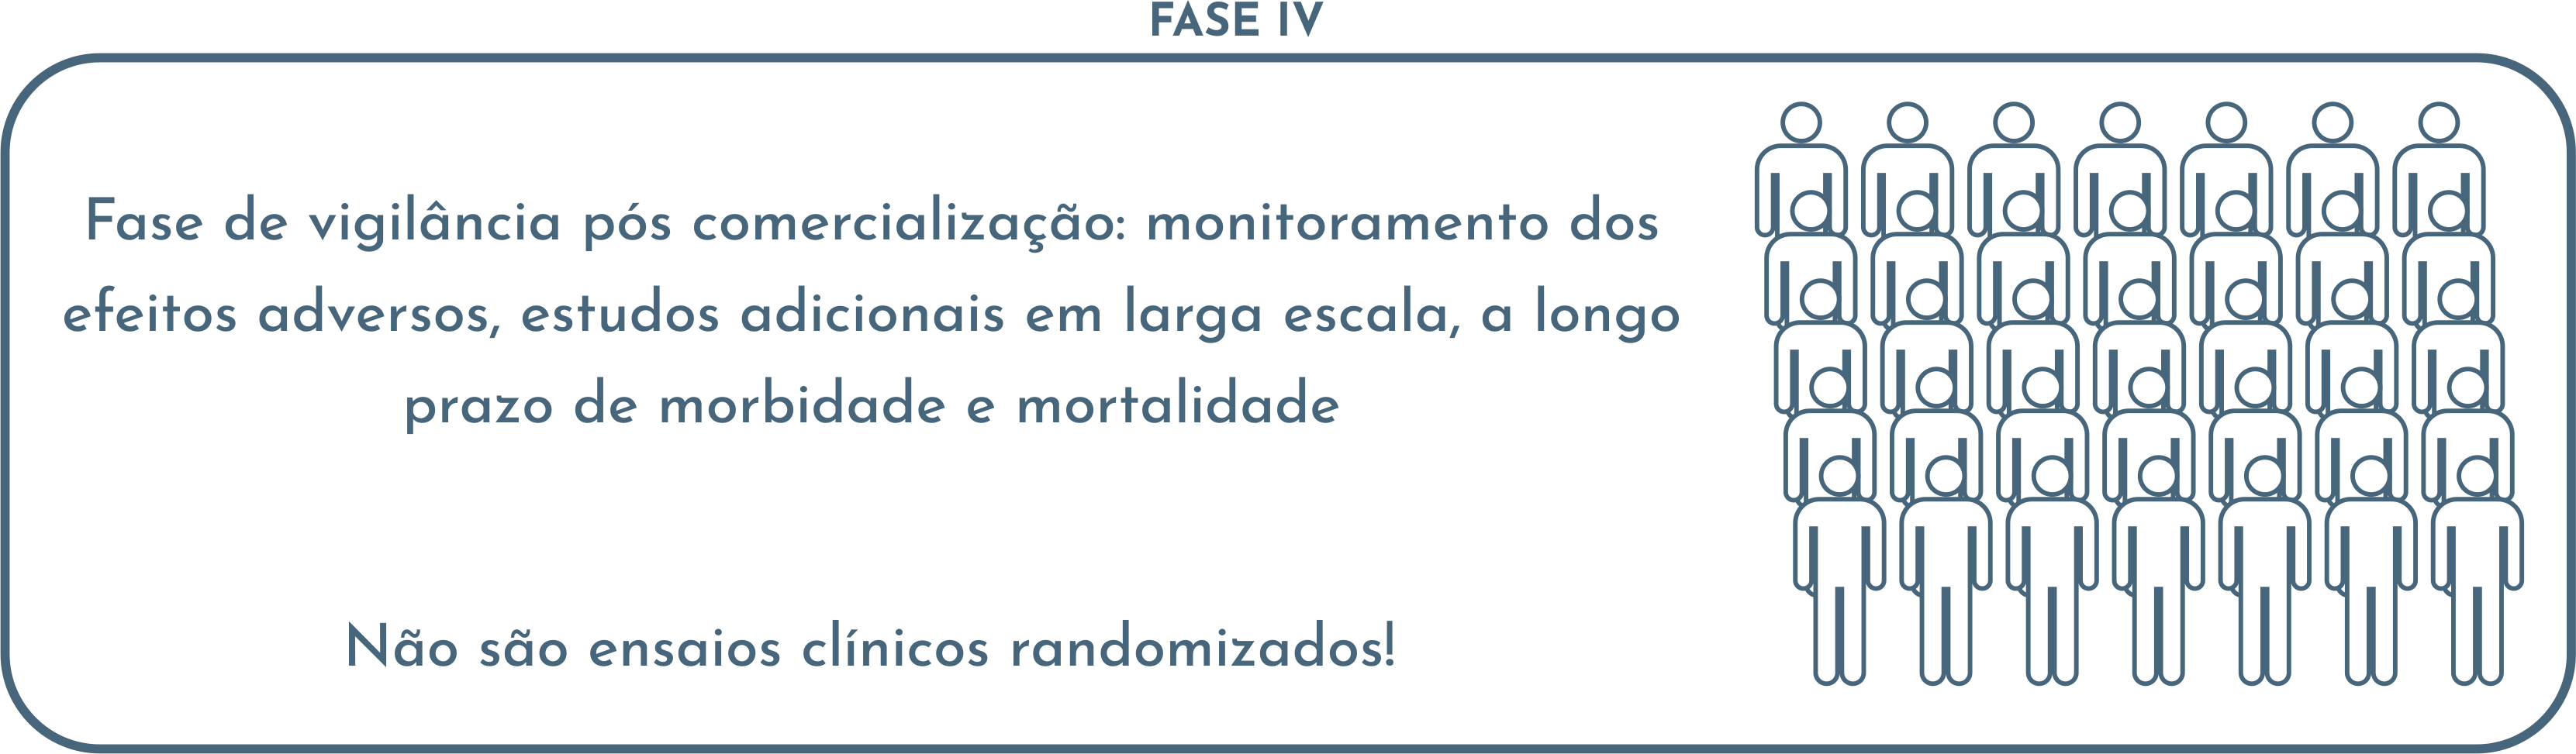 FASE IV
Fase de vigilância pós comercialização: monitoramento dos
efeitos adversos, estudos adicionais em larga escala, a longo
prazo de morbidade e mortalidade
Não são ensaios clínicos randomizados!